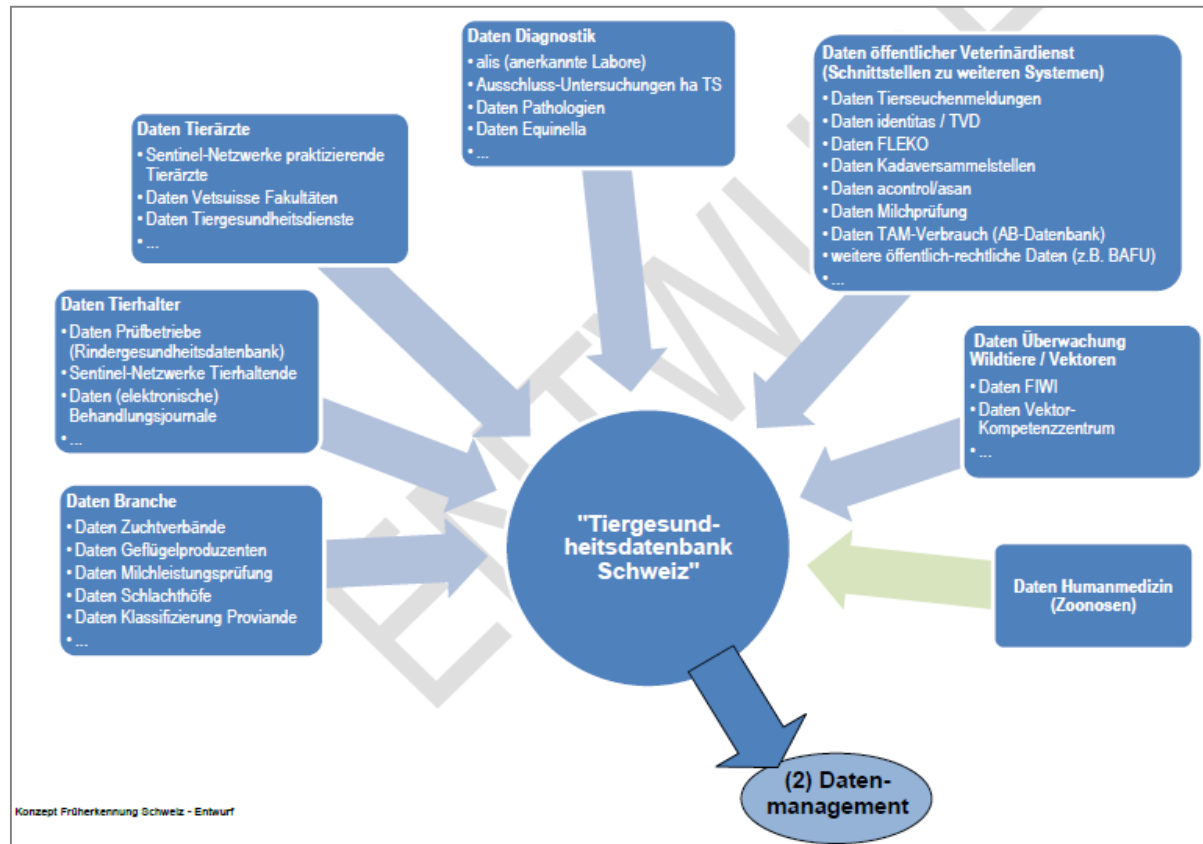 Daten Diagnostik
• alis (anerkannte Labore)
• Ausschluss-Untersuchungen ha TS
• Daten Pathologien
• Daten Equinella
• ...
Daten öffentlicher Veterinärdienst
(Schnittstellen zu weiteren Systemen)
• Daten Tierseuchenmeldungen
• Daten identitas / TVD
• Daten FLEKO
• Daten Kadaversammelstellen
• Daten acontrol/asan
• Daten Milchprüfung
• Daten TAM-Verbrauch (AB-Datenbank)
• weitere öffentlich-rechtliche Daten (z.B. BAFU)
• ...
Daten Tierärzte
• Sentinel-Netzwerke praktizierende
Tierärzte
• Daten Vetsuisse Fakultäten
• Daten Tiergesundheitsdienste
• ...
Daten Tierhalter
• Daten Prüfbetriebe
(Rindergesundheitsdatenbank)
• Sentinel-Netzwerke Tierhaltende
• Daten (elektronische)
Behandlungsjournale
• ...
Daten Überwachung
Wildtiere / Vektoren
• Daten FIWI
• Daten Vektor-
Kompetenzzentrum
• ...
Daten Branche
• Daten Zuchtverbände
• Daten Geflügelproduzenten
• Daten Milchleistungsprüfung
• Daten Schlachthöfe
• Daten Klassifizierung Proviande
• ...
"Tiergesund-
heitsdatenbank
Schweiz"
Daten Humanmedizin
(Zoonosen)
(2) Daten-
management
Konzept Früherkennung Schweiz - Entwurf